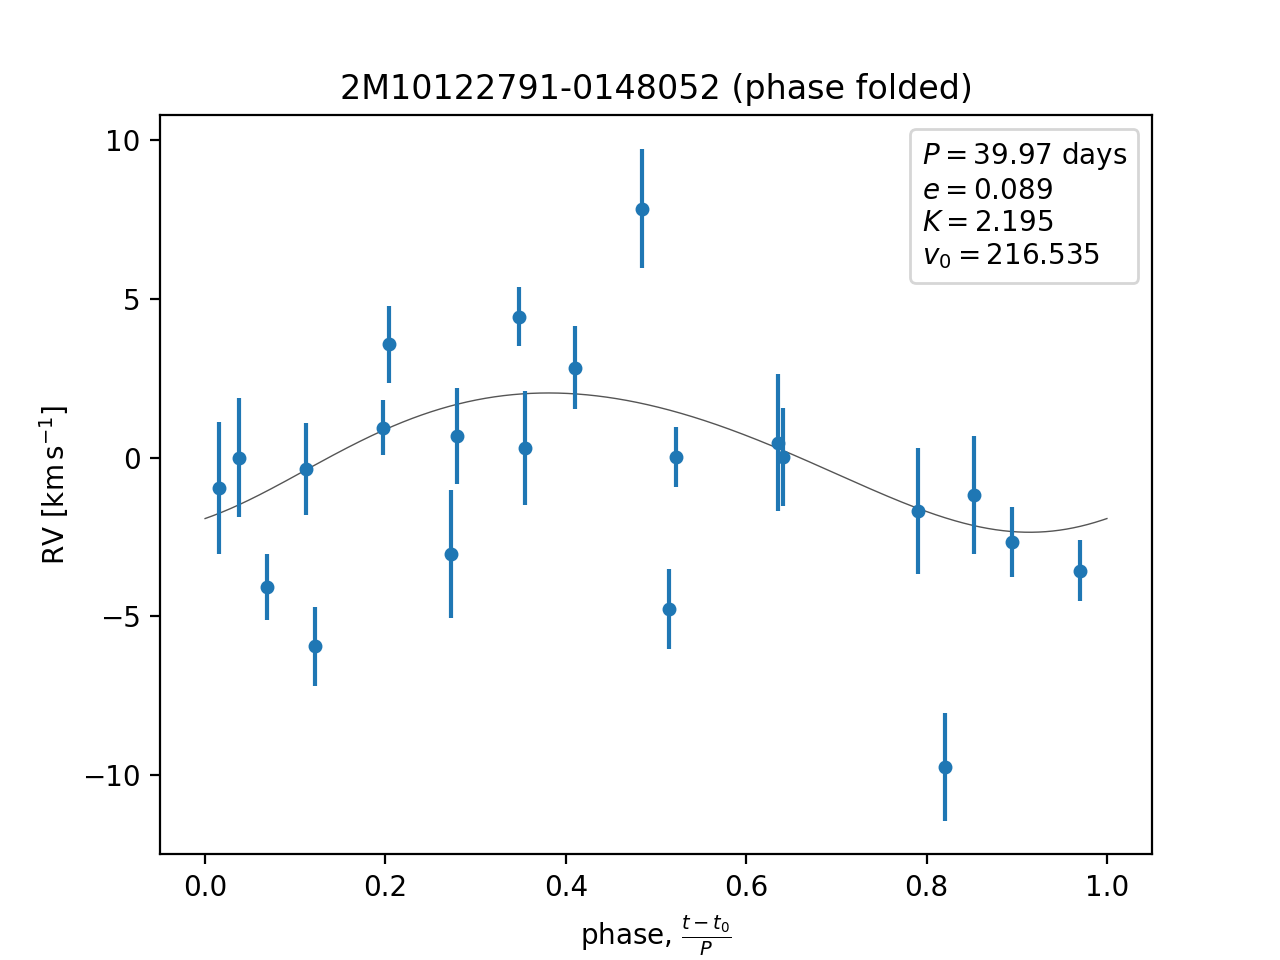 2M10122791-0148052 (phase folded)
P = 39.97 days
e = 0.089
K = 2.195
v₀ = 216.535
RV [km s⁻¹]
10
5
0
−5
−10
0.0 0.2 0.4 0.6 0.8 1.0
phase, (t − t₀)/P